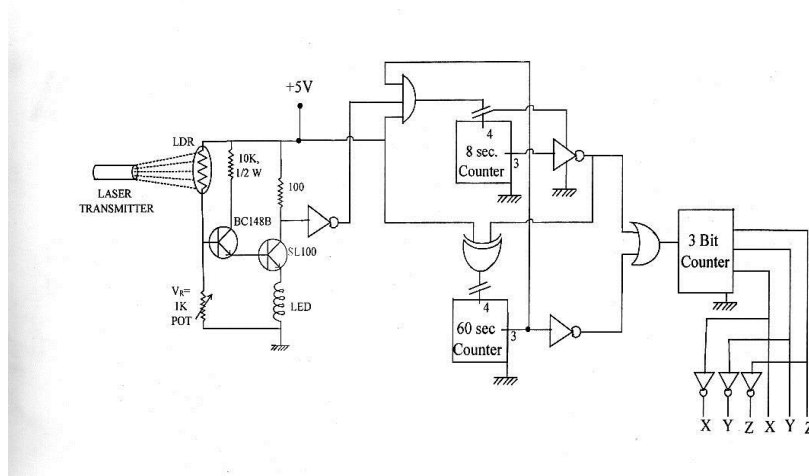 +5V
LDR
10K,
1/2 W
100
LASER
TRANSMITTER
BC148B
SL100
V_R=
1K
POT
LED
4
8 sec.
3
Counter
4
60 sec
3
Counter
3 Bit
Counter
X Y Z X Y Z